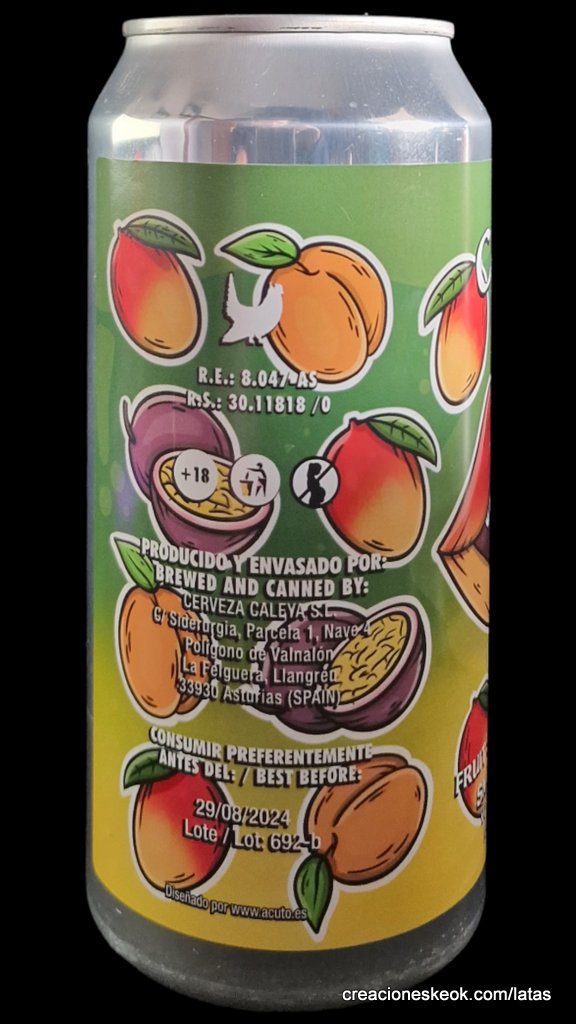 R.E.: 8.047-AS
R.S.: 30.11818 /0
+18
PRODUCIDO Y ENVASADO POR:
BREWED AND CANNED BY:
CERVEZA CALEYA S.L.
C/ Siderurgia, Parcela 1, Nave 4
Polígono de Valnalón
La Felguera, Llangréu
33930 Asturias (SPAIN)
CONSUMIR PREFERENTEMENTE
ANTES DEL: / BEST BEFORE:
29/08/2024
Lote / Lot: 692-b
Diseñado por www.acuto.es
creacioneskeok.com/latas